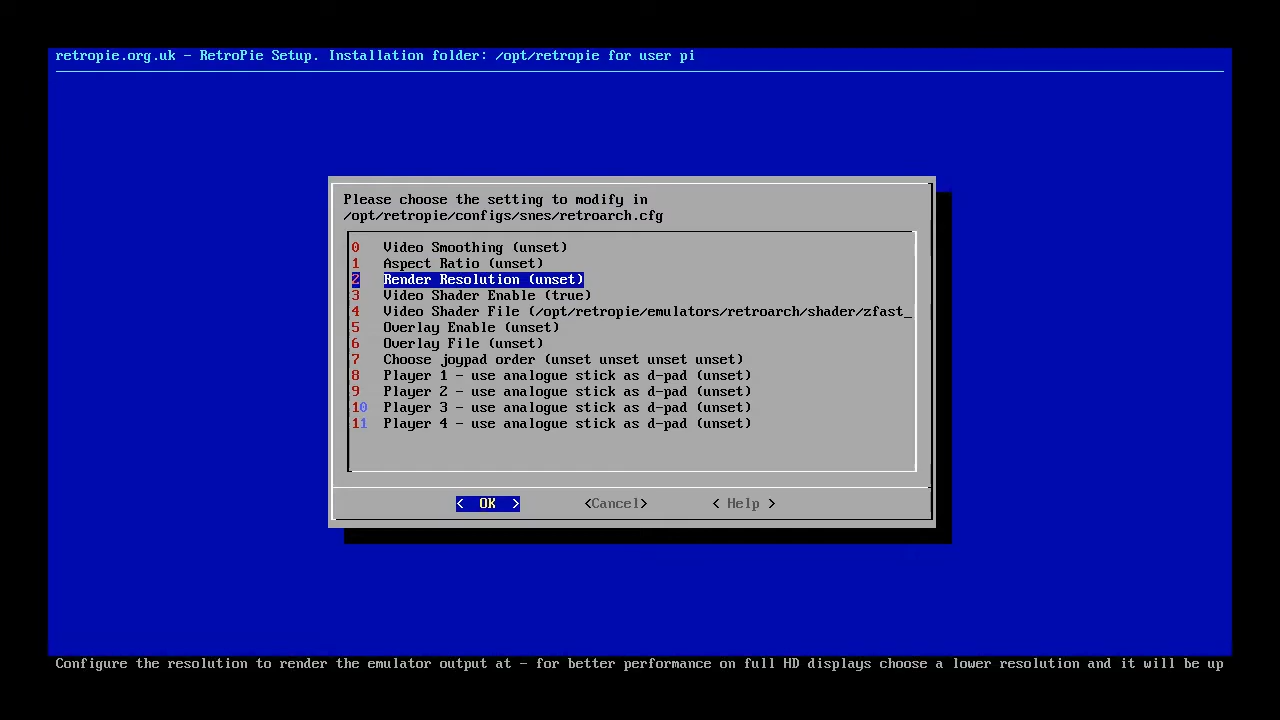 retropie.org.uk - RetroPie Setup. Installation folder: /opt/retropie for user pi
Please choose the setting to modify in
/opt/retropie/configs/snes/retroarch.cfg
0 Video Smoothing (unset)
1 Aspect Ratio (unset)
2 Render Resolution (unset)
3 Video Shader Enable (true)
4 Video Shader File (/opt/retropie/emulators/retroarch/shader/zfast_
5 Overlay Enable (unset)
6 Overlay File (unset)
7 Choose joypad order (unset unset unset unset)
8 Player 1 - use analogue stick as d-pad (unset)
9 Player 2 - use analogue stick as d-pad (unset)
10 Player 3 - use analogue stick as d-pad (unset)
11 Player 4 - use analogue stick as d-pad (unset)
< OK > <Cancel> < Help >
Configure the resolution to render the emulator output at - for better performance on full HD displays choose a lower resolution and it will be up